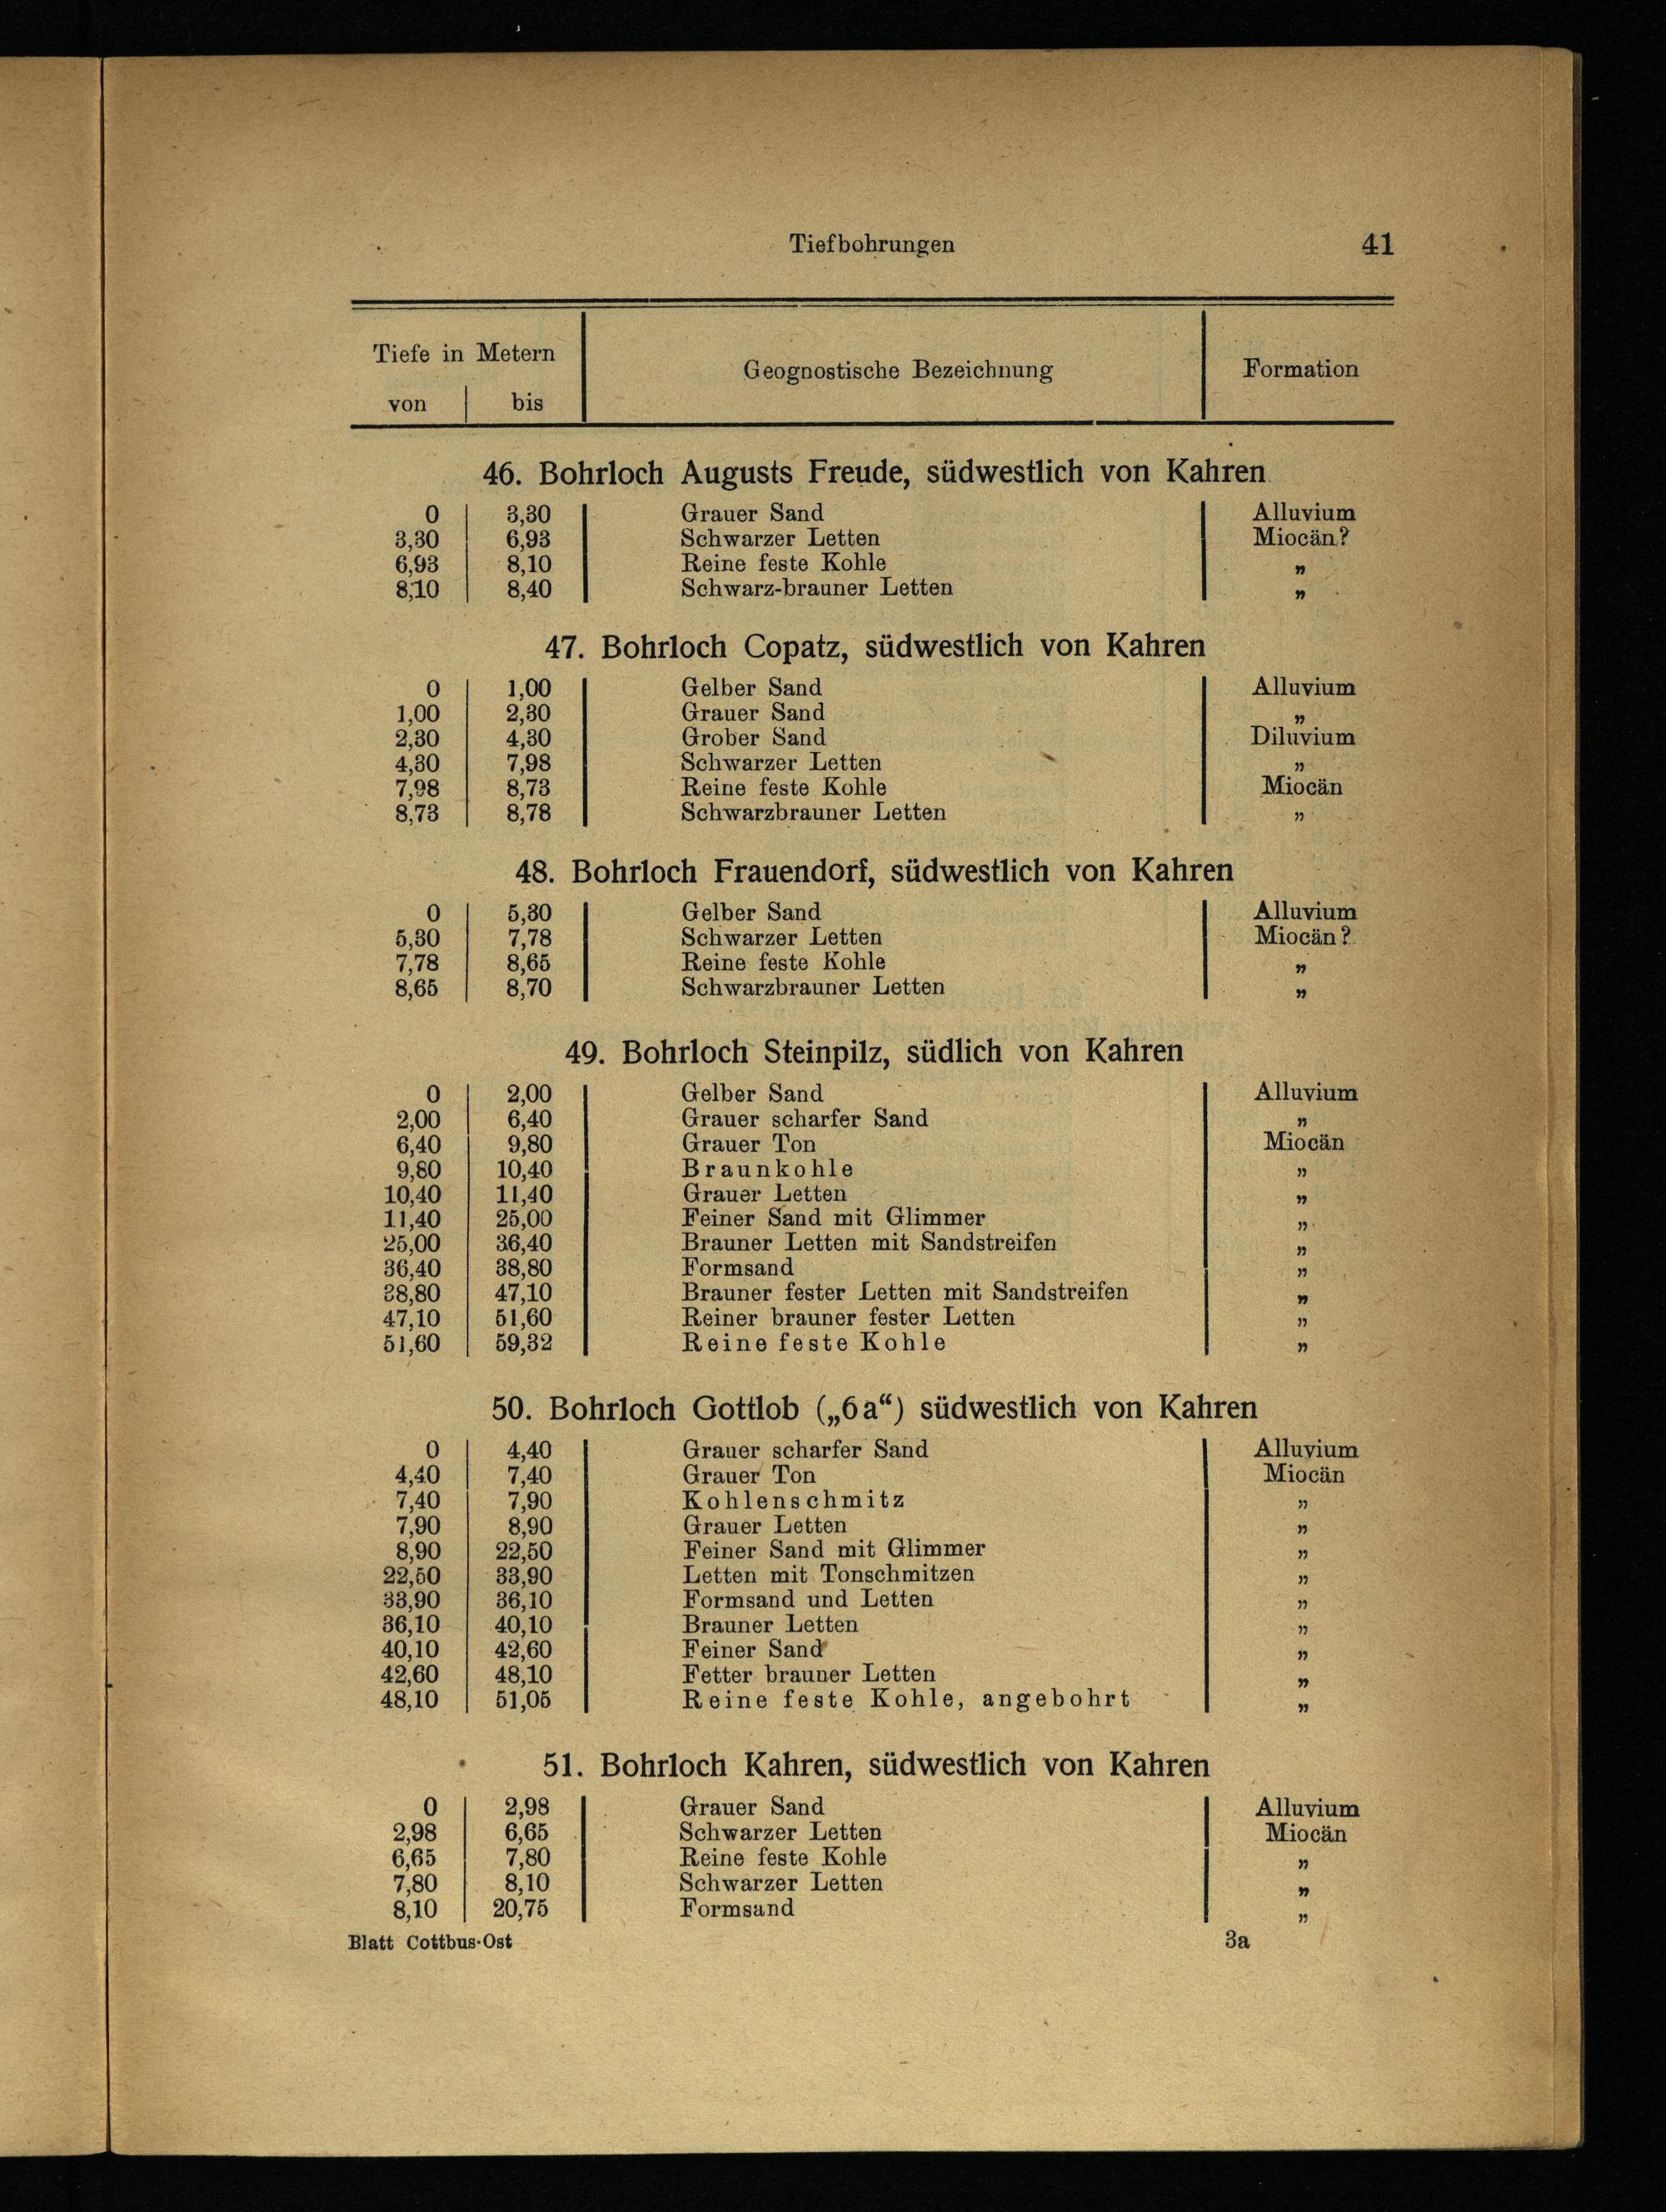 Tiefbohrungen 41
Tiefe in Metern
Geognostische Bezeichnung Formation
von bis
46. Bohrloch Augusts Freude, südwestlich von Kahren
0 3,30 Grauer Sand Alluvium
3,30 6,93 Schwarzer Letten Miocän?
6,93 8,10 Reine feste Kohle „
8,10 8,40 Schwarz-brauner Letten „
47. Bohrloch Copatz, südwestlich von Kahren
0 1,00 Gelber Sand Alluvium
1,00 2,30 Grauer Sand „
2,30 4,30 Grober Sand Diluvium
4,30 7,98 Schwarzer Letten „
7,98 8,73 Reine feste Kohle Miocän
8,73 8,78 Schwarzbrauner Letten „
48. Bohrloch Frauendorf, südwestlich von Kahren
0 5,30 Gelber Sand Alluvium
5,30 7,78 Schwarzer Letten Miocän?
7,78 8,65 Reine feste Kohle „
8,65 8,70 Schwarzbrauner Letten „
49. Bohrloch Steinpilz, südlich von Kahren
0 2,00 Gelber Sand Alluvium
2,00 6,40 Grauer scharfer Sand „
6,40 9,80 Grauer Ton Miocän
9,80 10,40 Braunkohle „
10,40 11,40 Grauer Letten „
11,40 25,00 Feiner Sand mit Glimmer „
25,00 36,40 Brauner Letten mit Sandstreifen „
36,40 38,80 Formsand „
38,80 47,10 Brauner fester Letten mit Sandstreifen „
47,10 51,60 Reiner brauner fester Letten „
51,60 59,32 Reine feste Kohle „
50. Bohrloch Gottlob („6a“) südwestlich von Kahren
0 4,40 Grauer scharfer Sand Alluvium
4,40 7,40 Grauer Ton Miocän
7,40 7,90 Kohlenschmitz „
7,90 8,90 Grauer Letten „
8,90 22,50 Feiner Sand mit Glimmer „
22,50 33,90 Letten mit Tonschmitzen „
33,90 36,10 Formsand und Letten „
36,10 40,10 Brauner Letten „
40,10 42,60 Feiner Sand „
42,60 48,10 Fetter brauner Letten „
48,10 51,05 Reine feste Kohle, angebohrt „
51. Bohrloch Kahren, südwestlich von Kahren
0 2,98 Grauer Sand Alluvium
2,98 6,65 Schwarzer Letten Miocän
6,65 7,80 Reine feste Kohle „
7,80 8,10 Schwarzer Letten „
8,10 20,75 Formsand „
Blatt Cottbus-Ost 3a